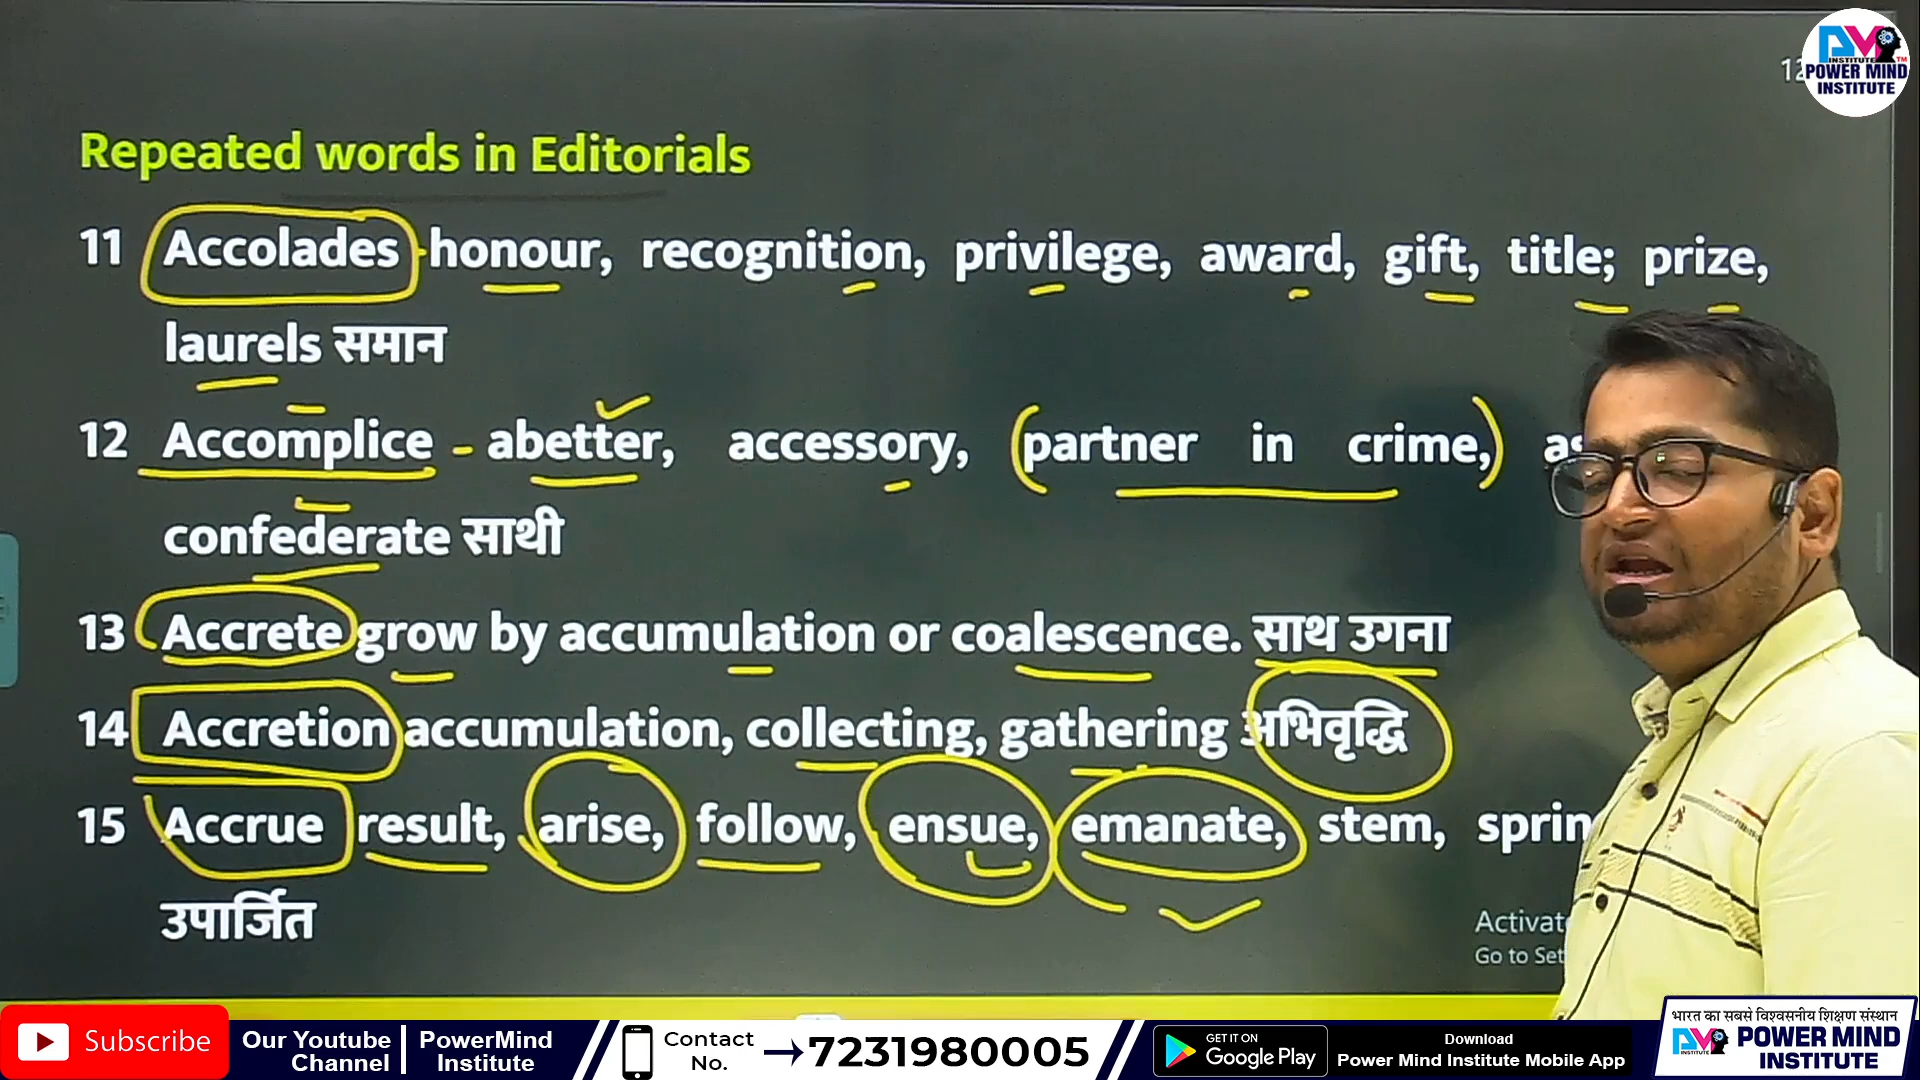 POWER MIND
INSTITUTE
Repeated words in Editorials
11 Accolades honour, recognition, privilege, award, gift, title; prize,
laurels समान
12 Accomplice - abetter, accessory, (partner in crime,)
confederate साथी
13 Accrete grow by accumulation or coalescence. साथ उगना
14 Accretion accumulation, collecting, gathering अभिवृद्धि
15 Accrue result, arise, follow, ensue, emanate, stem,
उपार्जित
Go to
Subscribe
Our Youtube Channel
PowerMind Institute
Contact No. → 7231980005
GET IT ON
Google Play
Download
Power Mind Institute Mobile App
भारत का सबसे विश्वसनीय शिक्षण संस्थान
POWER MIND
INSTITUTE